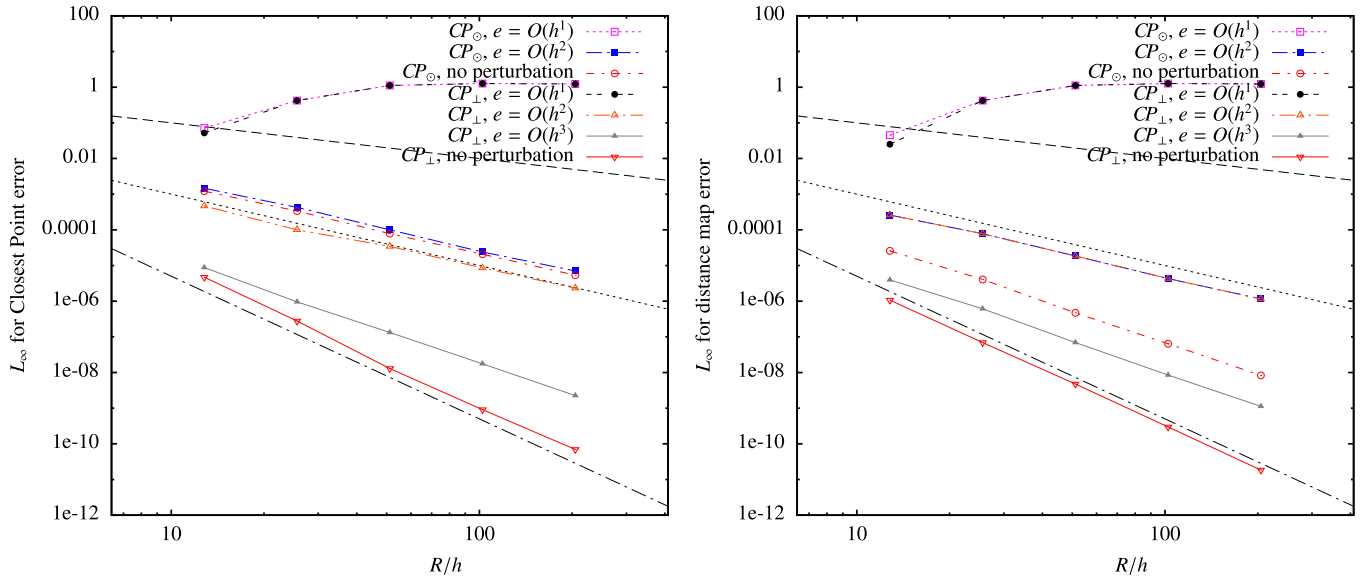 L∞ for Closest Point error
100
1
0.01
0.0001
1e-06
1e-08
1e-10
1e-12
10
100
R/h
CP⊙, e = O(h¹)
CP⊙, e = O(h²)
CP⊙, no perturbation
CP⊥, e = O(h¹)
CP⊥, e = O(h²)
CP⊥, e = O(h³)
CP⊥, no perturbation
L∞ for distance map error
100
1
0.01
0.0001
1e-06
1e-08
1e-10
1e-12
10
100
R/h
CP⊙, e = O(h¹)
CP⊙, e = O(h²)
CP⊙, no perturbation
CP⊥, e = O(h¹)
CP⊥, e = O(h²)
CP⊥, e = O(h³)
CP⊥, no perturbation